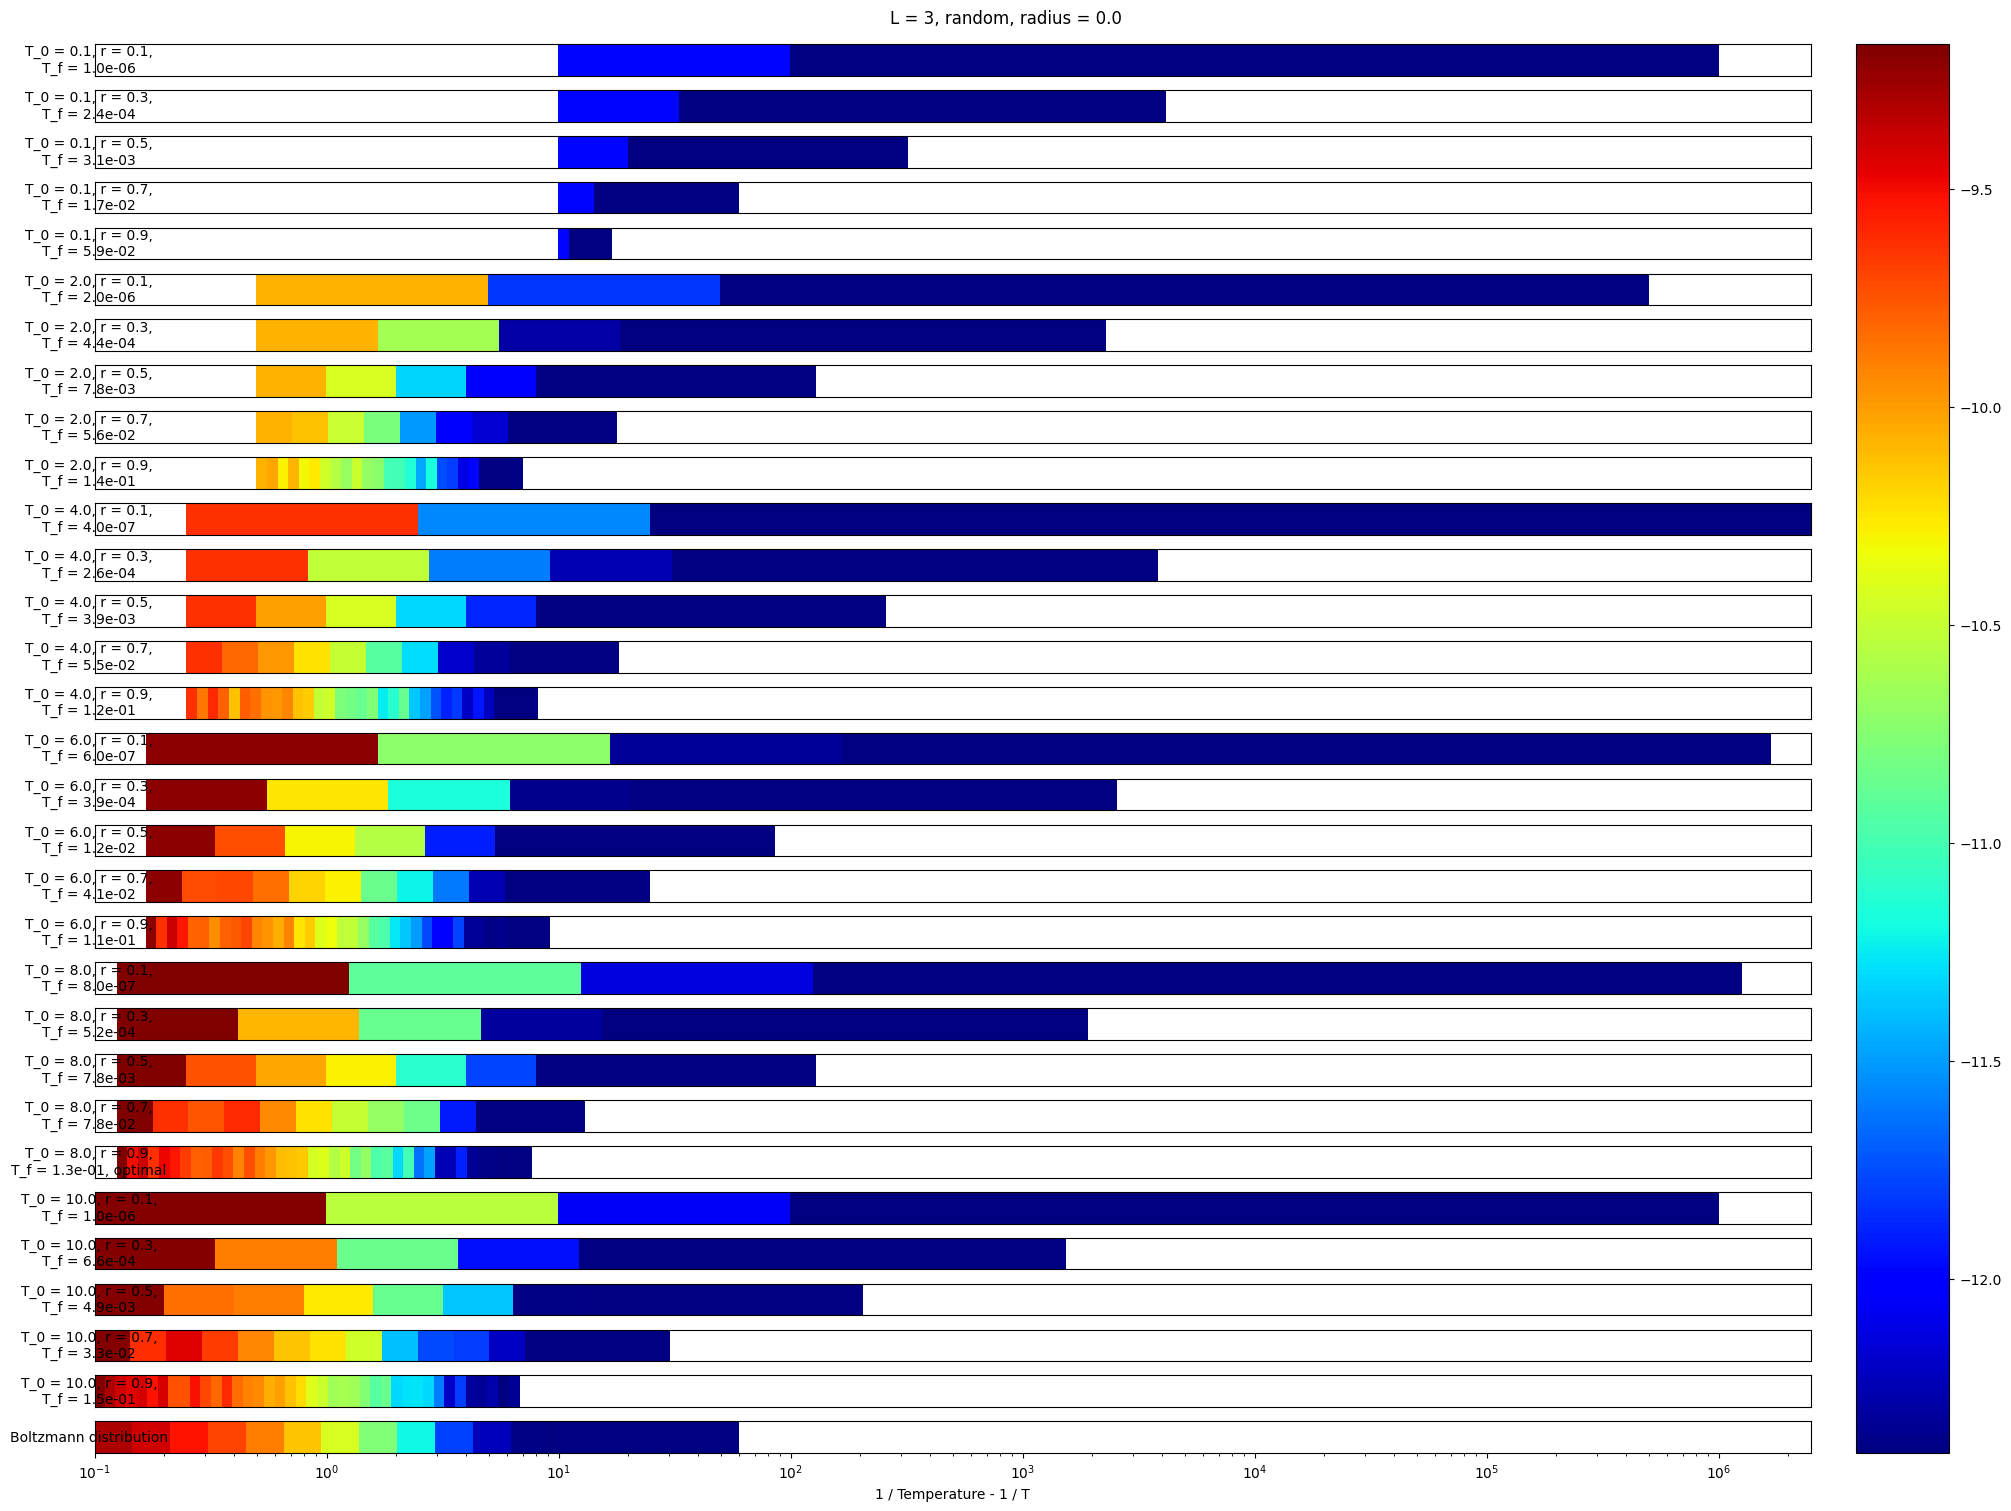 L = 3, random, radius = 0.0
T_0 = 0.1, r = 0.1,
T_f = 1.0e-06
T_0 = 0.1, r = 0.3,
T_f = 2.4e-04
T_0 = 0.1, r = 0.5,
T_f = 3.1e-03
T_0 = 0.1, r = 0.7,
T_f = 1.7e-02
T_0 = 0.1, r = 0.9,
T_f = 5.9e-02
T_0 = 2.0, r = 0.1,
T_f = 2.0e-06
T_0 = 2.0, r = 0.3,
T_f = 4.4e-04
T_0 = 2.0, r = 0.5,
T_f = 7.8e-03
T_0 = 2.0, r = 0.7,
T_f = 5.6e-02
T_0 = 2.0, r = 0.9,
T_f = 1.4e-01
T_0 = 4.0, r = 0.1,
T_f = 4.0e-07
T_0 = 4.0, r = 0.3,
T_f = 2.6e-04
T_0 = 4.0, r = 0.5,
T_f = 3.9e-03
T_0 = 4.0, r = 0.7,
T_f = 5.5e-02
T_0 = 4.0, r = 0.9,
T_f = 1.2e-01
T_0 = 6.0, r = 0.1,
T_f = 6.0e-07
T_0 = 6.0, r = 0.3,
T_f = 3.9e-04
T_0 = 6.0, r = 0.5,
T_f = 1.2e-02
T_0 = 6.0, r = 0.7,
T_f = 4.1e-02
T_0 = 6.0, r = 0.9,
T_f = 1.1e-01
T_0 = 8.0, r = 0.1,
T_f = 8.0e-07
T_0 = 8.0, r = 0.3,
T_f = 5.2e-04
T_0 = 8.0, r = 0.5,
T_f = 7.8e-03
T_0 = 8.0, r = 0.7,
T_f = 7.8e-02
T_0 = 8.0, r = 0.9,
T_f = 1.3e-01, optimal
T_0 = 10.0, r = 0.1,
T_f = 1.0e-06
T_0 = 10.0, r = 0.3,
T_f = 6.6e-04
T_0 = 10.0, r = 0.5,
T_f = 4.9e-03
T_0 = 10.0, r = 0.7,
T_f = 3.3e-02
T_0 = 10.0, r = 0.9,
T_f = 1.5e-01
Boltzmann distribution
10⁻¹ 10⁰ 10¹ 10² 10³ 10⁴ 10⁵ 10⁶
1 / Temperature - 1 / T
−9.5
−10.0
−10.5
−11.0
−11.5
−12.0